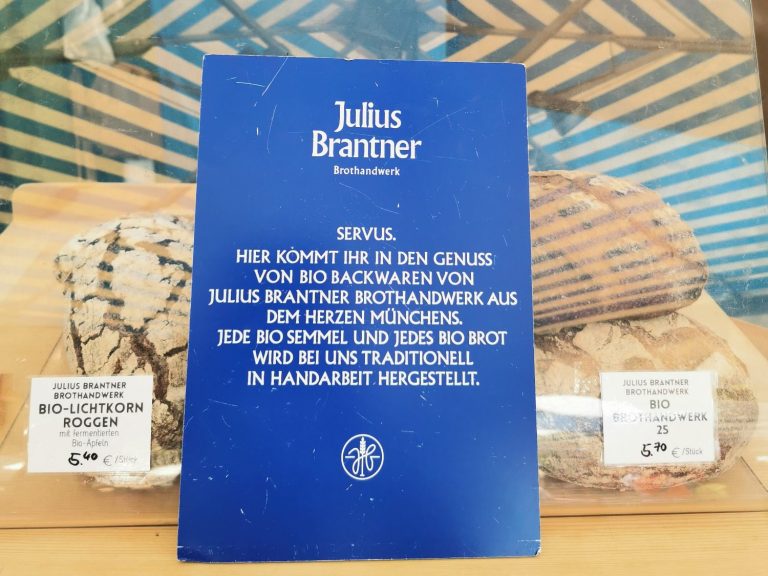 Julius
Brantner
Brothandwerk
SERVUS.
HIER KOMMT IHR IN DEN GENUSS
VON BIO BACKWAREN VON
JULIUS BRANTNER BROTHANDWERK AUS
DEM HERZEN MÜNCHENS.
JEDE BIO SEMMEL UND JEDES BIO BROT
WIRD BEI UNS TRADITIONELL
IN HANDARBEIT HERGESTELLT.
JULIUS BRANTNER
BROTHANDWERK
BIO-LICHTKORN
ROGGEN
mit fermentierten
Bio-Äpfeln
5.40 €/Stück
JULIUS BRANTNER
BROTHANDWERK
BIO
BROTHANDWERK
25
5.70 €/Stück